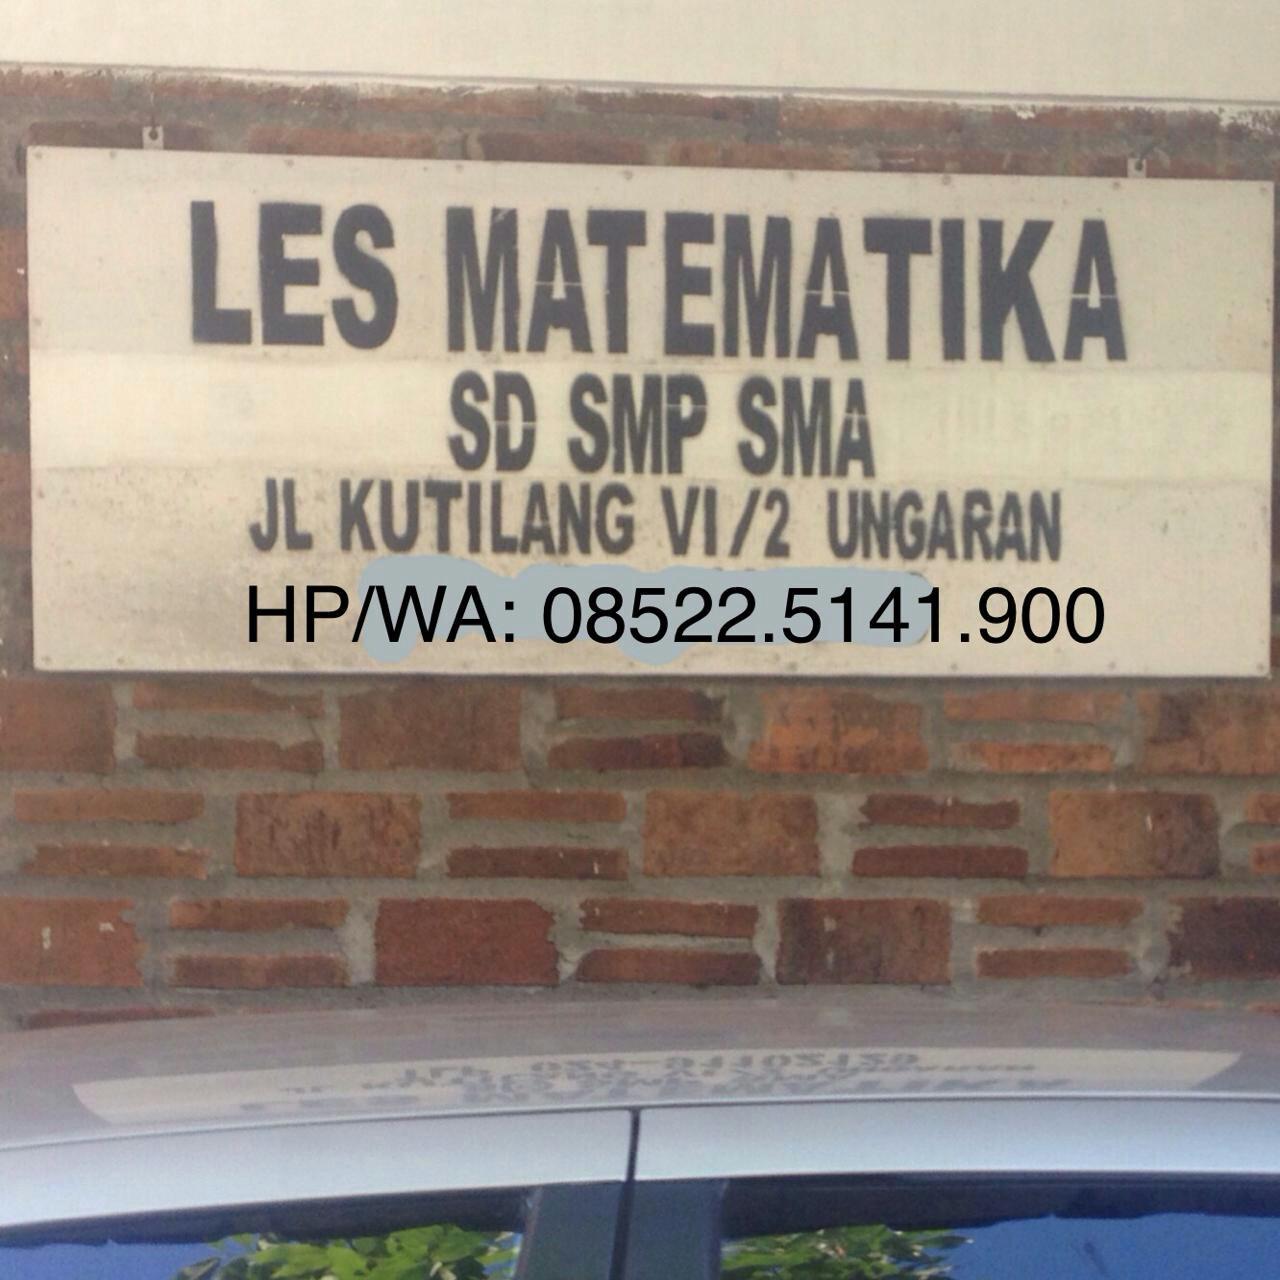 LES MATEMATIKA
SD SMP SMA
JL KUTILANG VI/2 UNGARAN
HP/WA: 08522.5141.900